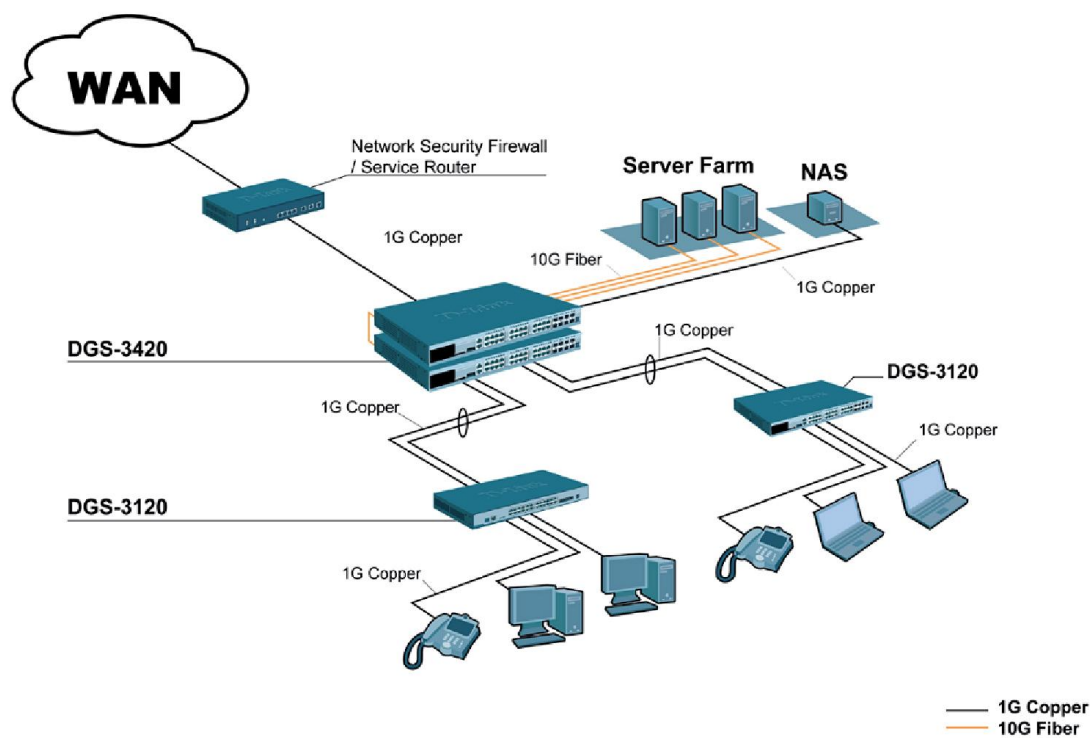 WAN
Network Security Firewall
/ Service Router
Server Farm
NAS
1G Copper
10G Fiber
1G Copper
1G Copper
DGS-3420
DGS-3120
1G Copper
1G Copper
DGS-3120
1G Copper
1G Copper
10G Fiber